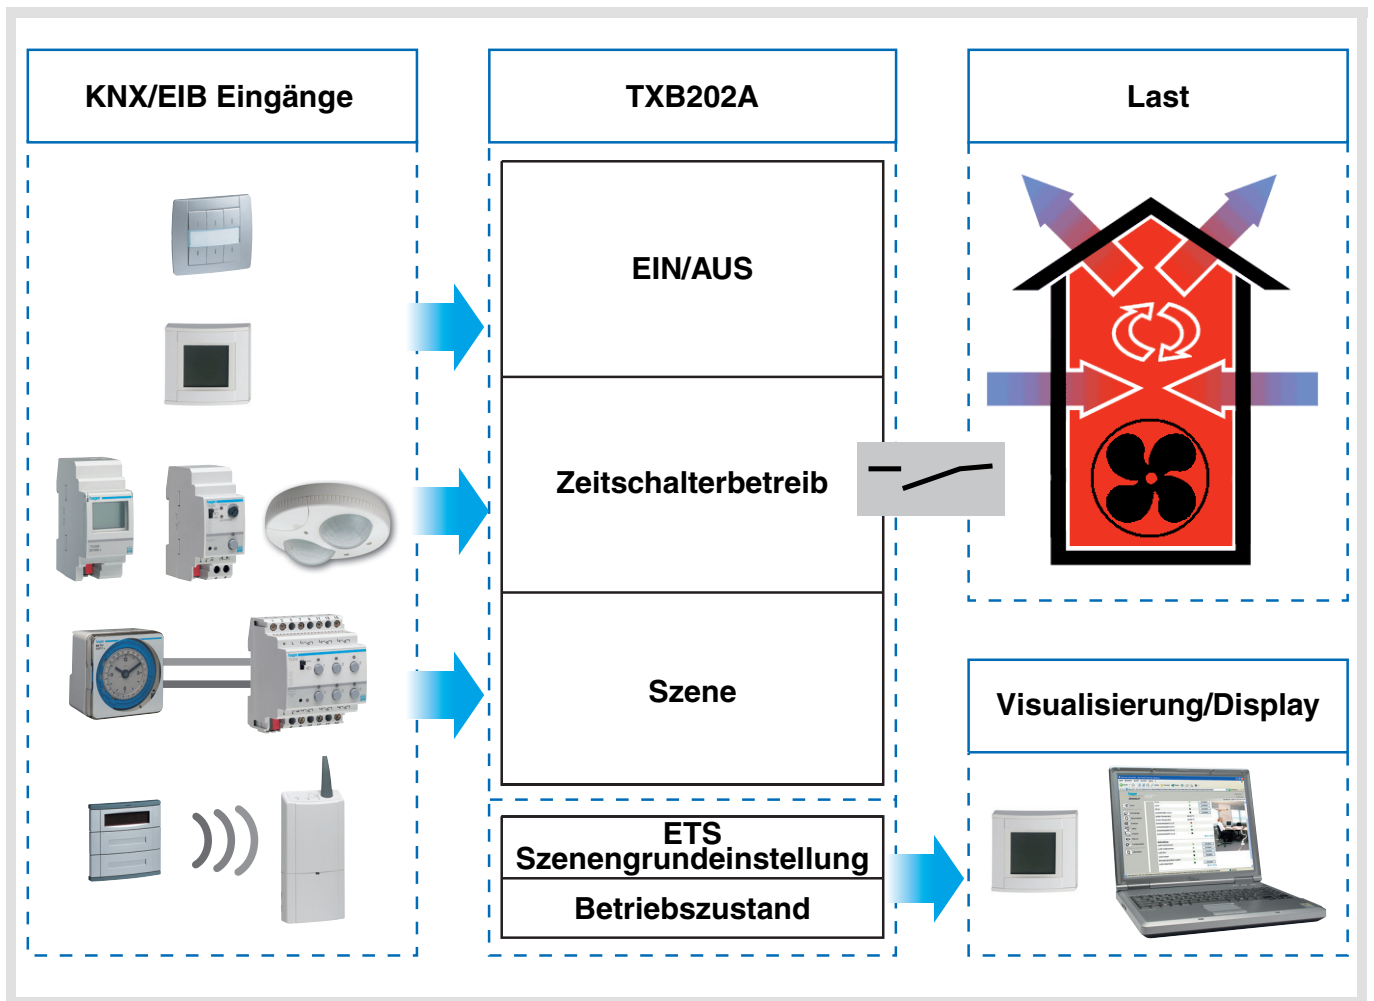 KNX/EIB Eingänge
TXB202A
Last
EIN/AUS
Zeitschalterbetreib
Szene
Visualisierung/Display
ETS
Szenengrundeinstellung
Betriebszustand